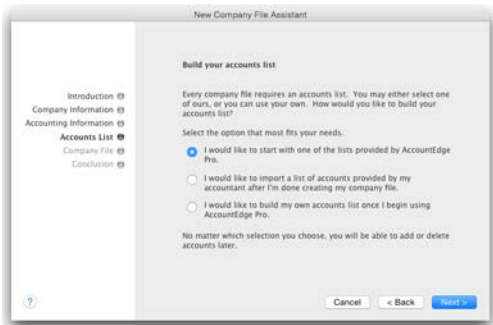 New Company File Assistant
Introduction
Company Information
Accounting Information
Accounts List
Company File
Conclusion
Build your accounts list
Every company file requires an accounts list. You may either select one
of ours, or you can use your own. How would you like to build your
accounts list?
Select the option that most fits your needs.
I would like to start with one of the lists provided by AccountEdge
Pro.
I would like to import a list of accounts provided by my
accountant after I'm done creating my company file.
I would like to build my own accounts list once I begin using
AccountEdge Pro.
No matter which selection you choose, you will be able to add or delete
accounts later.
?
Cancel
< Back
Next >